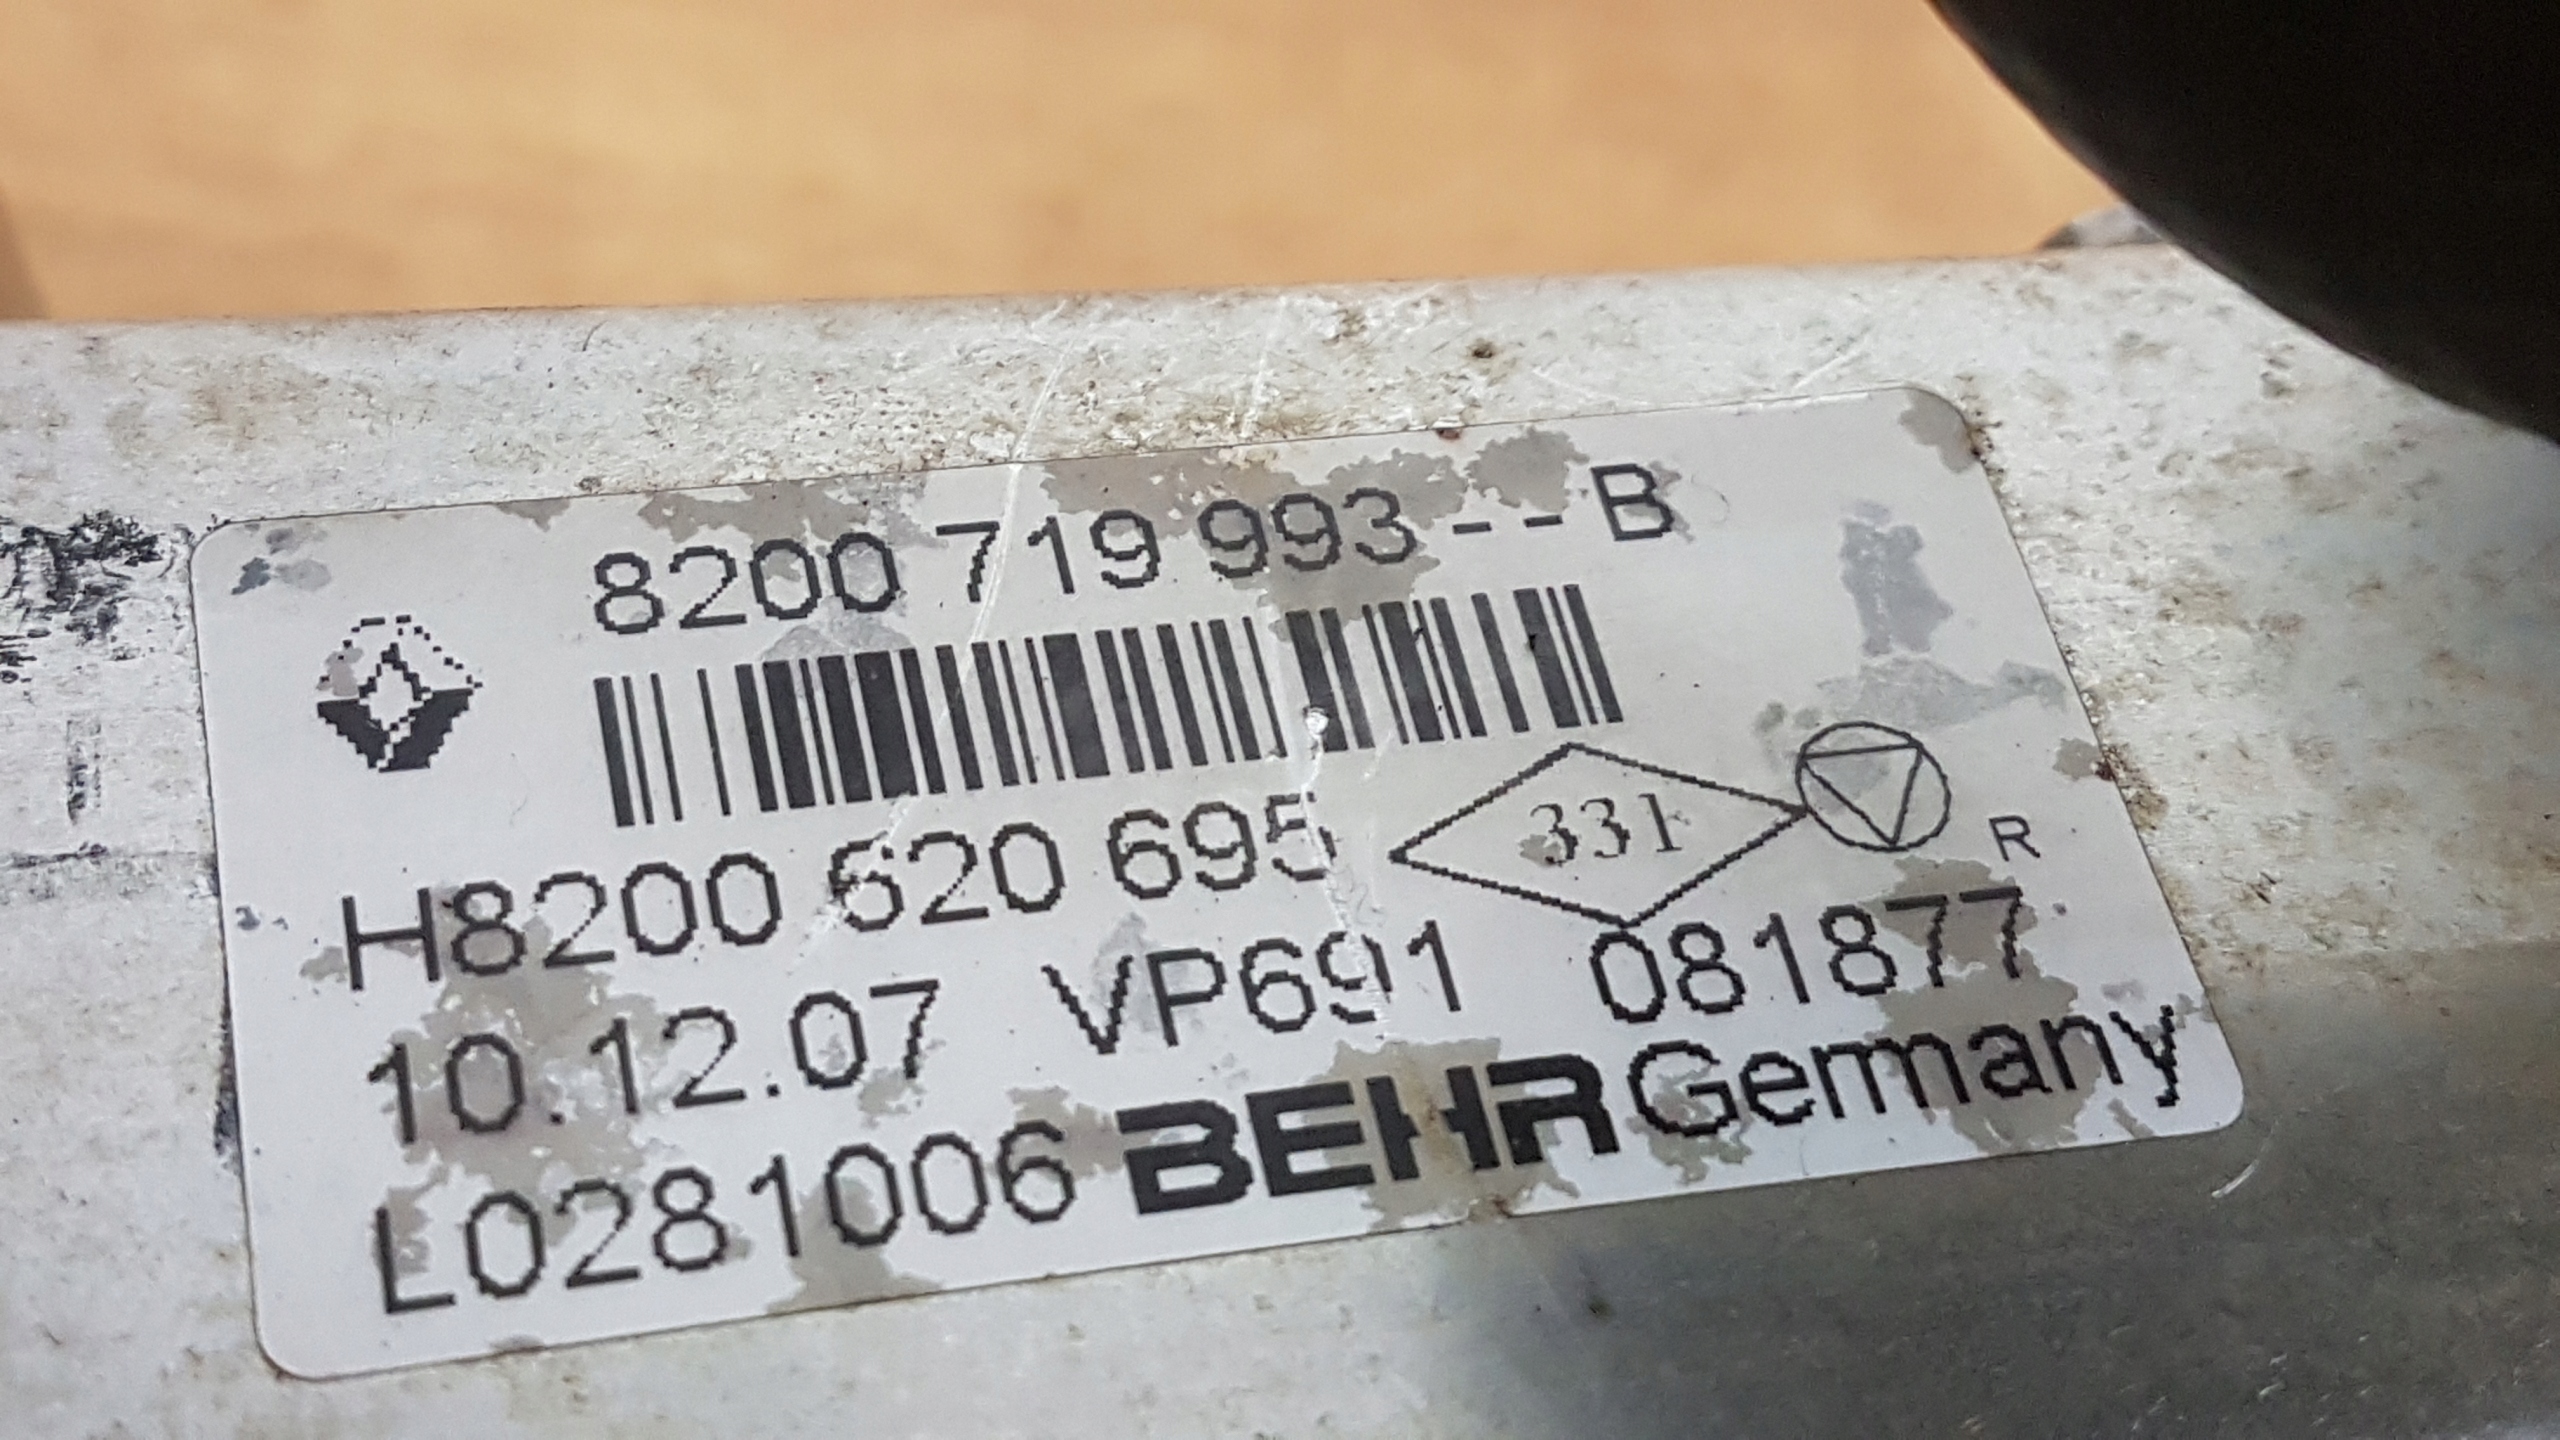 8200 719 993--B
H8200 620 695 331
R
10.12.07 VP691 081877
L0281006 BEHR Germany